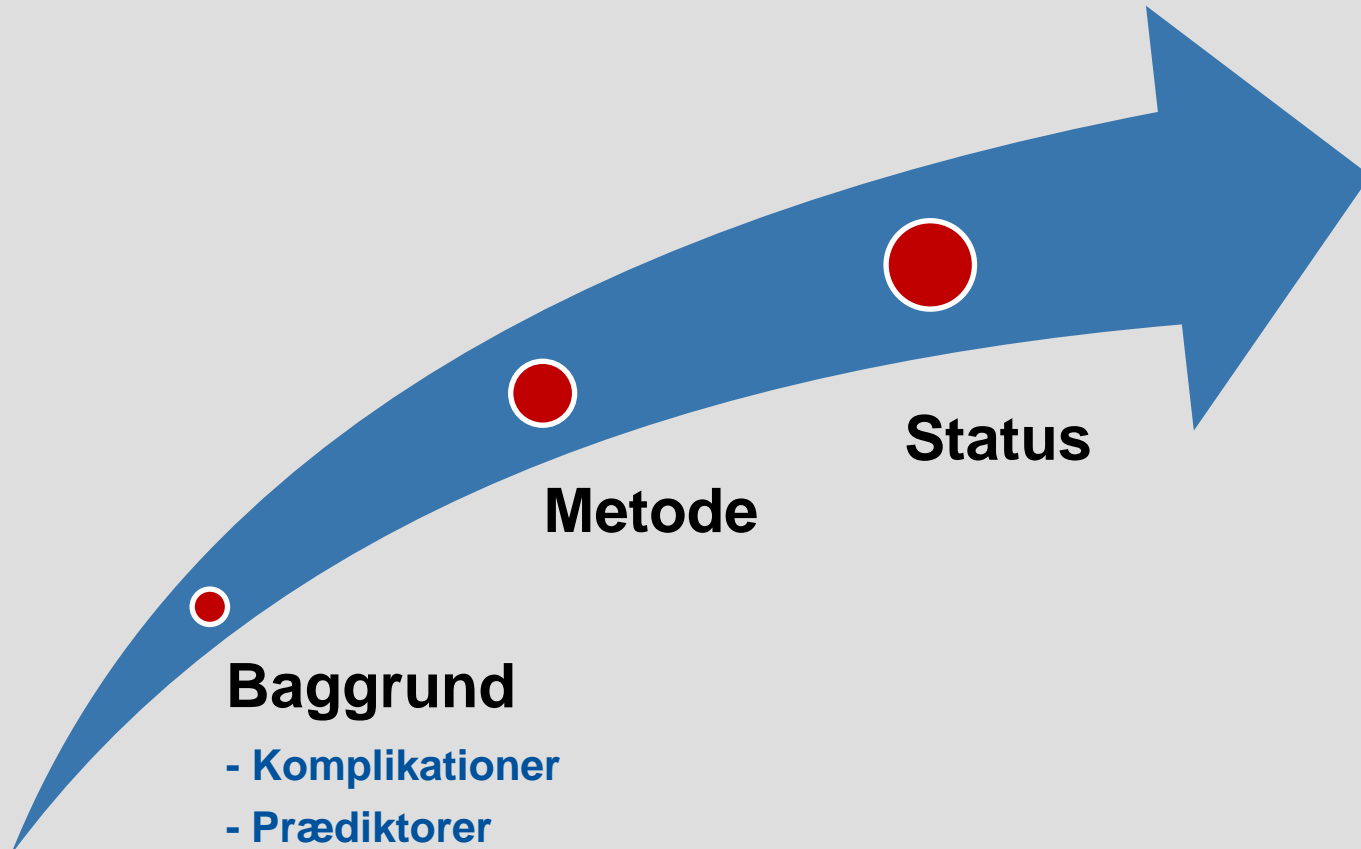 Status
Metode
Baggrund
- Komplikationer
- Prædiktorer